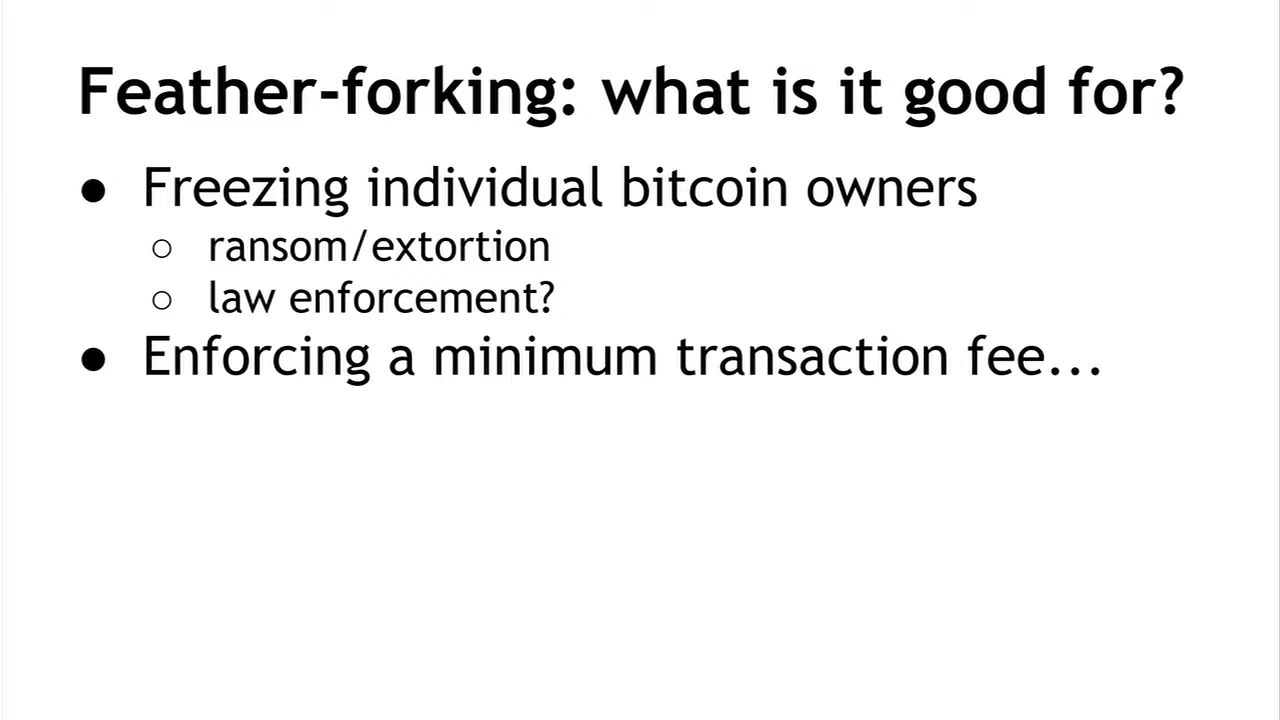 Feather-forking: what is it good for?
● Freezing individual bitcoin owners
○ ransom/extortion
○ law enforcement?
● Enforcing a minimum transaction fee...